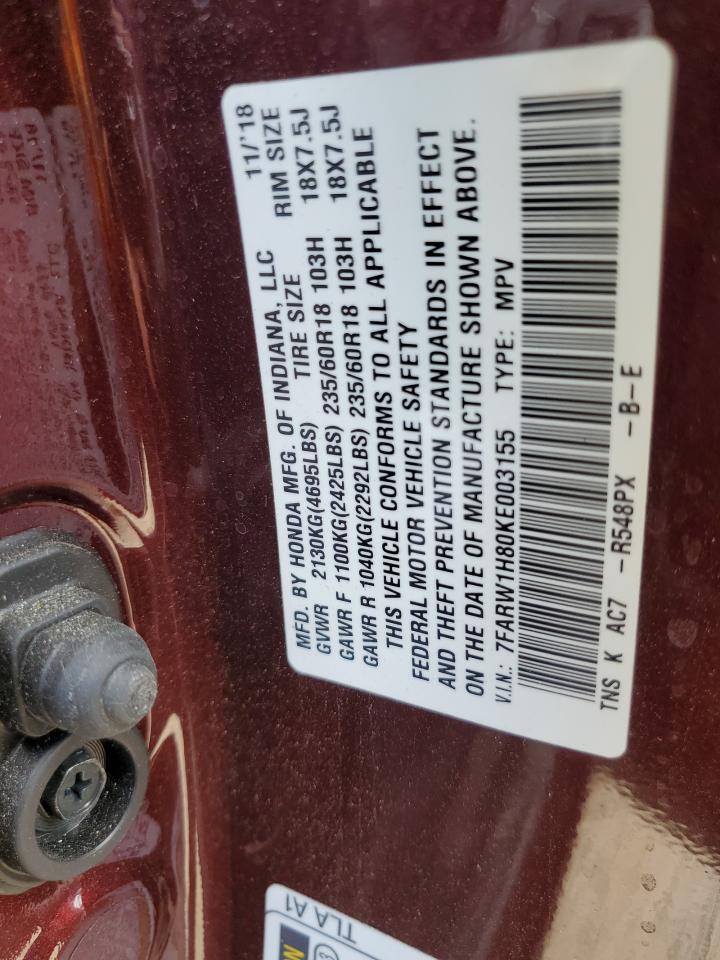 MFD. BY HONDA MFG. OF INDIANA, LLC 11/'18
GVWR 2130KG(4695LBS) TIRE SIZE RIM SIZE
GAWR F 1100KG(2425LBS) 235/60R18 103H 18X7.5J
GAWR R 1040KG(2292LBS) 235/60R18 103H 18X7.5J
THIS VEHICLE CONFORMS TO ALL APPLICABLE
FEDERAL MOTOR VEHICLE SAFETY
AND THEFT PREVENTION STANDARDS IN EFFECT
ON THE DATE OF MANUFACTURE SHOWN ABOVE.
V.I.N.: 7FARW1H80KE003155 TYPE: MPV
TNS K AC7 -R548PX -B-E
TLA A1